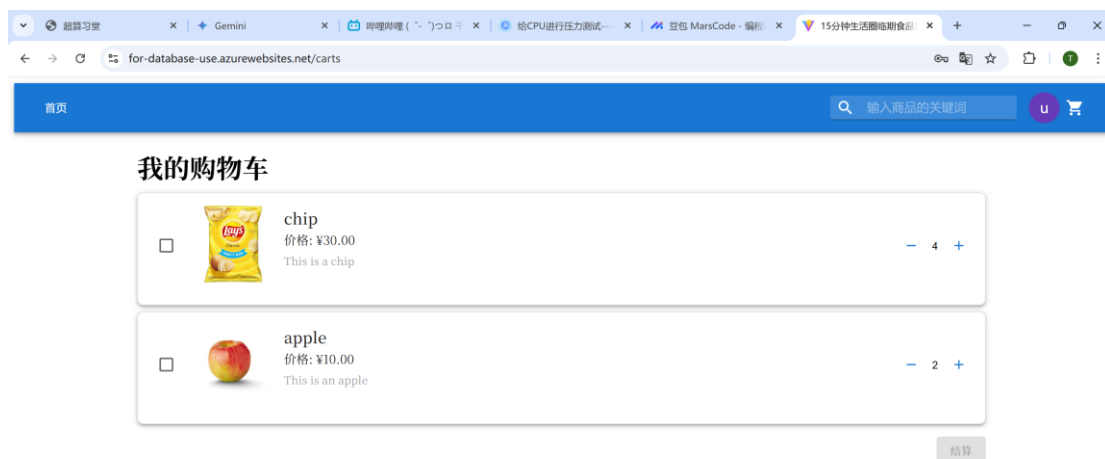 超算习堂
Gemini
哔哩哔哩 ( ゜- ゜)つロ 干
给CPU进行压力测试-
豆包 MarsCode - 编程
15分钟生活圈临期食品
for-database-use.azurewebsites.net/carts
T
首页
输入商品的关键词
u
我的购物车
Lay's
Classic
chip
价格: ¥30.00
This is a chip
− 4 +
apple
价格: ¥10.00
This is an apple
− 2 +
结算